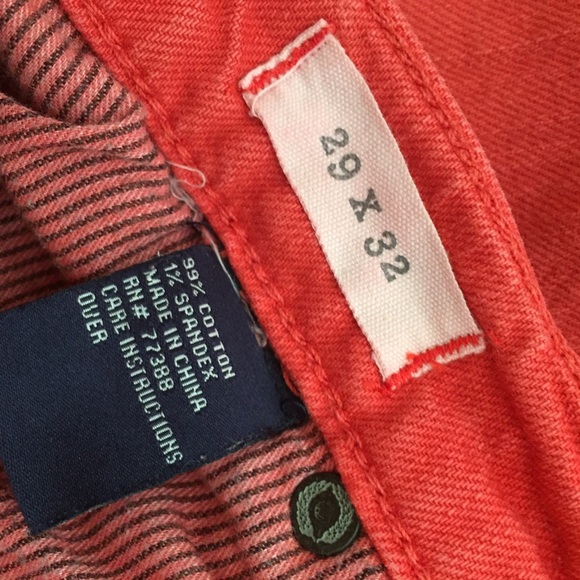 29 X 32
99% COTTON
1% SPANDEX
MADE IN CHINA
RN# 77388
CARE INSTRUCTIONS
OVER